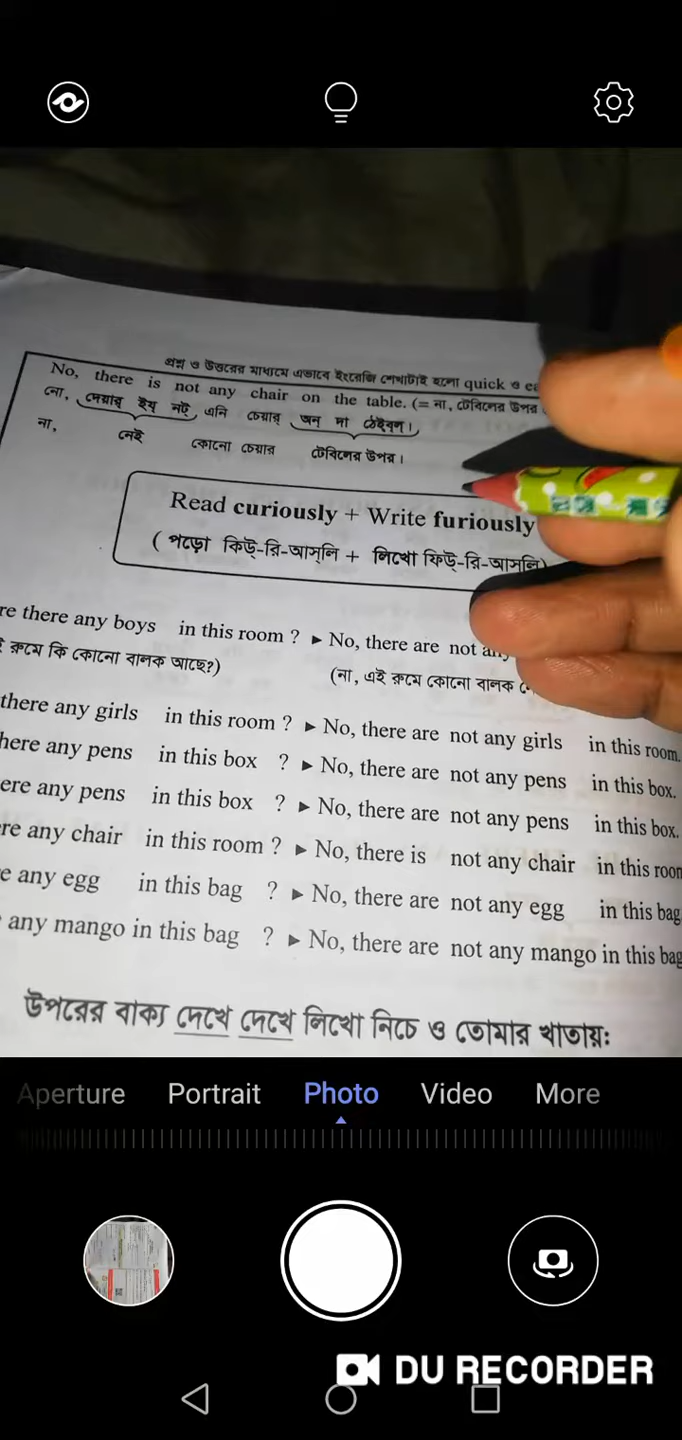 প্রশ্ন ও উত্তরের মাধ্যমে এভাবে ইংরেজি শেখাটাই হলো quick ও
No, there is not any chair on the table. (= না, টেবিলের উপর
নো, দেয়ার্ ইয্ নট্ এনি চেয়ার্ অন্ দা ঠেইবল।
না, নেই কোনো চেয়ার টেবিলের উপর।
Read curiously + Write furiously
( পড়ো কিউ্-রি-আস্‌লি + লিখো ফিউ্-রি-আসলি)
re there any boys in this room ? ▸ No, there are not
রুমে কি কোনো বালক আছে?) (না, এই রুমে কোনো বালক
there any girls in this room ? ▸ No, there are not any girls in this room.
here any pens in this box ? ▸ No, there are not any pens in this box.
ere any pens in this box ? ▸ No, there are not any pens in this box.
re any chair in this room ? ▸ No, there is not any chair in this room
e any egg in this bag ? ▸ No, there are not any egg in this bag
any mango in this bag ? ▸ No, there are not any mango in this bag
উপরের বাক্য দেখে দেখে লিখো নিচে ও তোমার খাতায়ঃ
Aperture Portrait Photo Video More
DU RECORDER